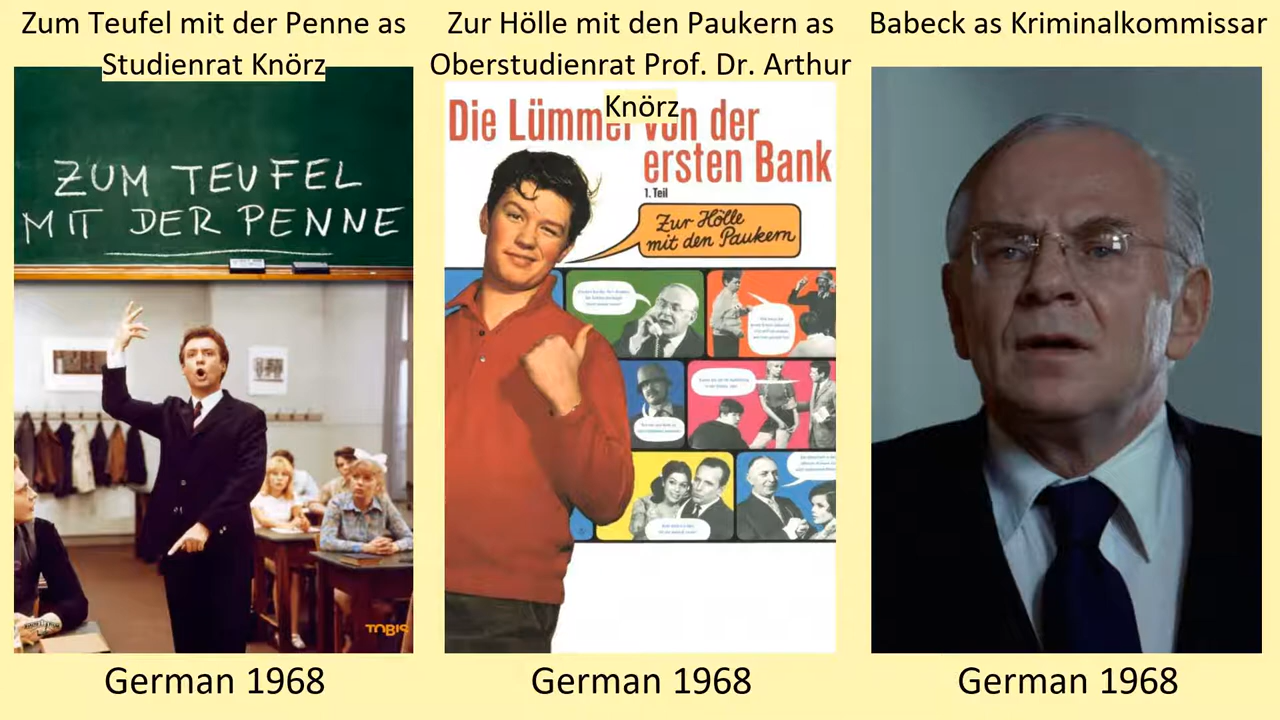 Zum Teufel mit der Penne as
Studienrat Knörz
Zur Hölle mit den Paukern as
Oberstudienrat Prof. Dr. Arthur
Knörz
Babeck as Kriminalkommissar
ZUM TEUFEL
MIT DER PENNE
TOBIS
Die Lümmel von der
ersten Bank
1. Teil
Zur Hölle
mit den Paukern
German 1968
German 1968
German 1968